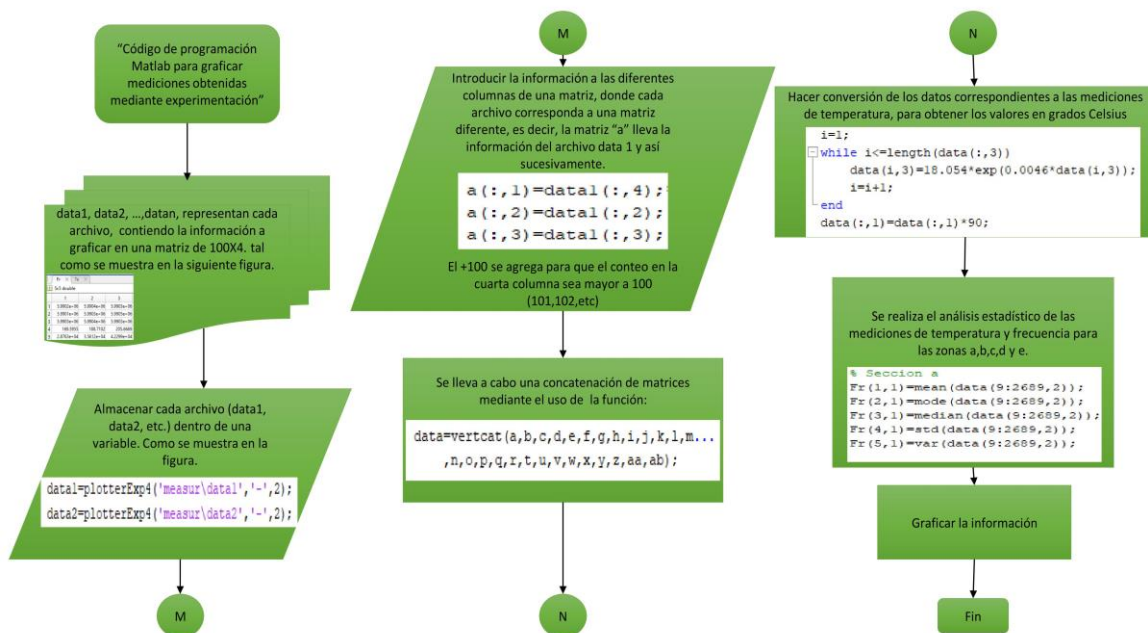 “Código de programación
Matlab para graficar
mediciones obtenidas
mediante experimentación”
data1, data2, …,datan, representan cada
archivo, contiendo la información a
graficar en una matriz de 100X4. tal
como se muestra en la siguiente figura.
5x3 double
1 2 3
1
2
3
4
5
Almacenar cada archivo (data1,
data2, etc.) dentro de una
variable. Como se muestra en la
figura.
data1=plotterExp4('measur\data1','-',2);
data2=plotterExp4('measur\data2','-',2);
M
M
Introducir la información a las diferentes
columnas de una matriz, donde cada
archivo corresponda a una matriz
diferente, es decir, la matriz “a” lleva la
información del archivo data 1 y así
sucesivamente.
a(:,1)=data1(:,4);
a(:,2)=data1(:,2);
a(:,3)=data1(:,3);
El +100 se agrega para que el conteo en la
cuarta columna sea mayor a 100
(101,102,etc)
Se lleva a cabo una concatenación de matrices
mediante el uso de la función:
data=vertcat(a,b,c,d,e,f,g,h,i,j,k,l,m...
,n,o,p,q,r,t,u,v,w,x,y,z,aa,ab);
N
N
Hacer conversión de los datos correspondientes a las mediciones
de temperatura, para obtener los valores en grados Celsius
i=1;
while i<=length(data(:,3))
data(i,3)=18.054*exp(0.0046*data(i,3));
i=i+1;
end
data(:,1)=data(:,1)*90;
Se realiza el análisis estadístico de las
mediciones de temperatura y frecuencia para
las zonas a,b,c,d y e.
% Seccion a
Fr(1,1)=mean(data(9:2689,2));
Fr(2,1)=mode(data(9:2689,2));
Fr(3,1)=median(data(9:2689,2));
Fr(4,1)=std(data(9:2689,2));
Fr(5,1)=var(data(9:2689,2));
Graficar la información
Fin